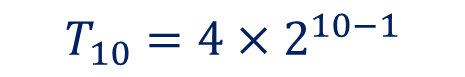 T₁₀ = 4 × 2¹⁰⁻¹